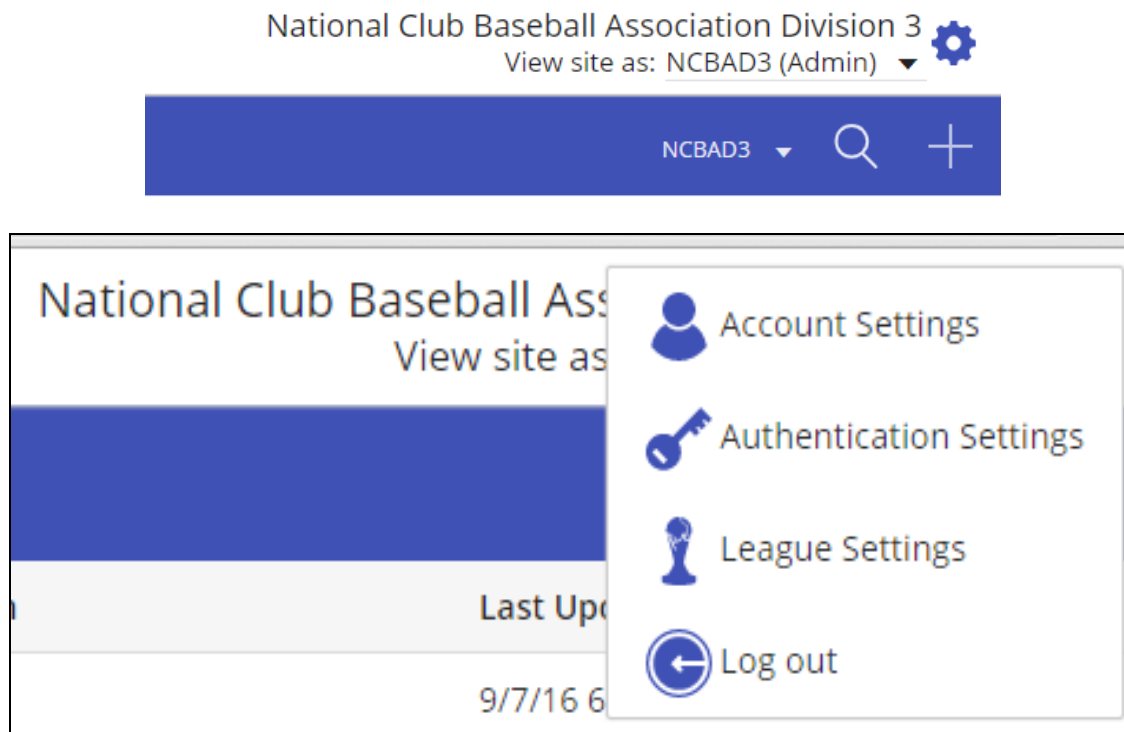 National Club Baseball Association Division 3
View site as: NCBAD3 (Admin)
NCBAD3
National Club Baseball Ass
View site as
Account Settings
Authentication Settings
League Settings
Last Upd
Log out
9/7/16 6